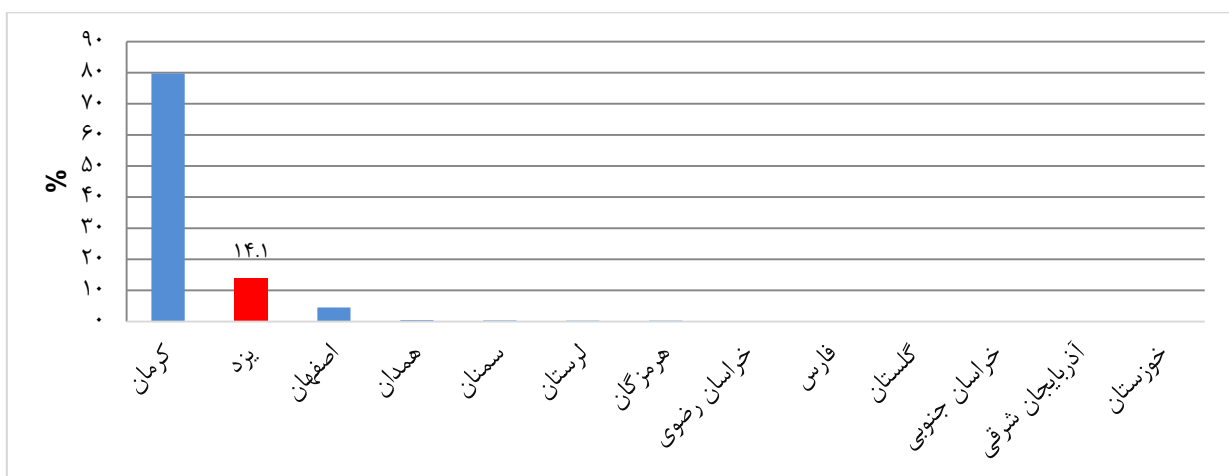 ۹۰
۸۰
۷۰
۶۰
۵۰
۴۰
۳۰
۲۰
۱۰
۰
%
۱۴.۱
کرمان
یزد
اصفهان
همدان
سمنان
لرستان
هرمزگان
خراسان رضوی
فارس
گلستان
خراسان جنوبی
آذربایجان شرقی
خوزستان